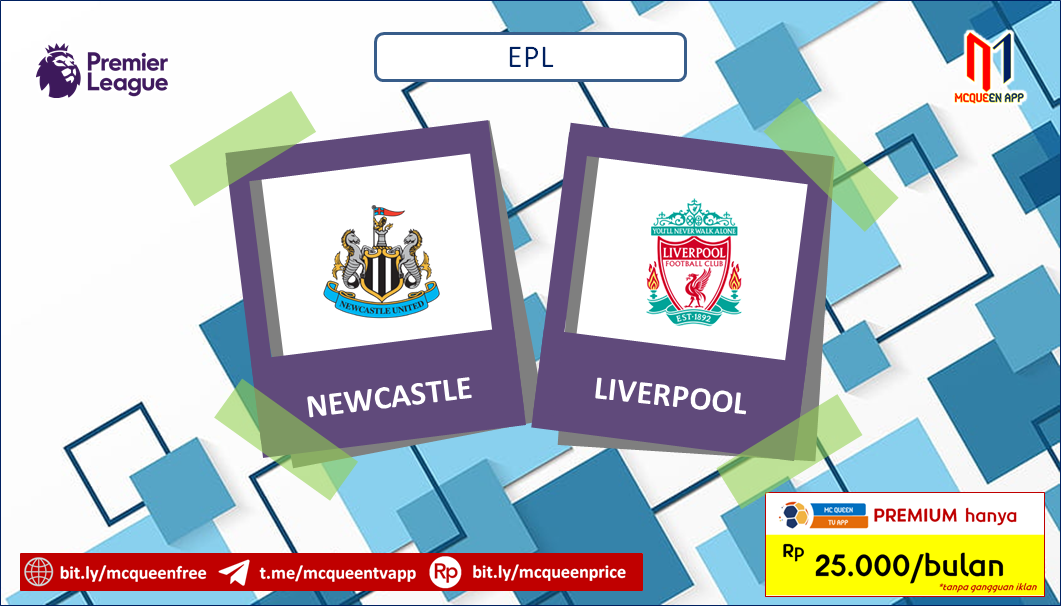 Premier
League
EPL
MCQUEEN APP
NEWCASTLE UNITED
NEWCASTLE
YOU'LL NEVER WALK ALONE
LIVERPOOL
FOOTBALL CLUB
EST·1892
LIVERPOOL
MC QUEEN
TU APP
PREMIUM hanya
Rp 25.000/bulan
*tanpa gangguan iklan
bit.ly/mcqueenfree t.me/mcqueentvapp Rp bit.ly/mcqueenprice